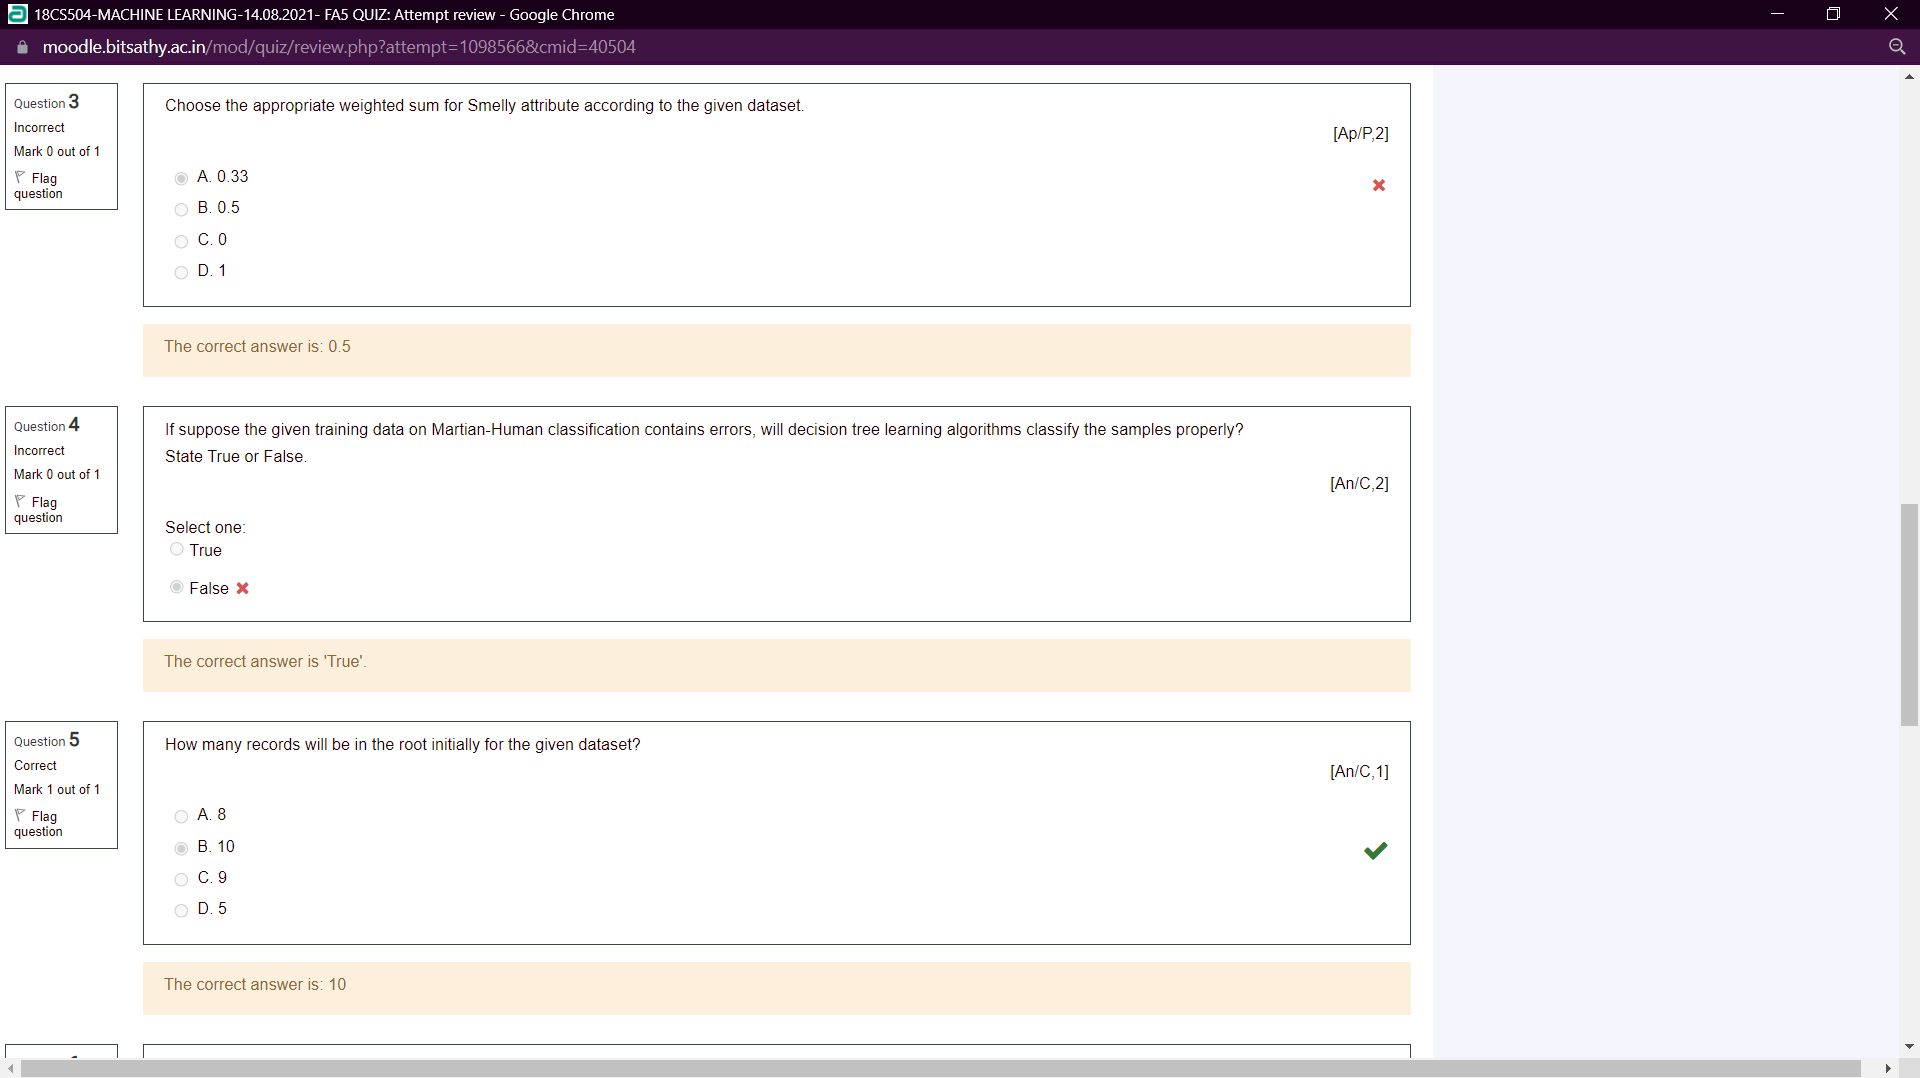 18CS504-MACHINE LEARNING-14.08.2021- FA5 QUIZ: Attempt review - Google Chrome
moodle.bitsathy.ac.in/mod/quiz/review.php?attempt=1098566&cmid=40504
Question 3
Incorrect
Mark 0 out of 1
Flag
question
Choose the appropriate weighted sum for Smelly attribute according to the given dataset.
[Ap/P,2]
A. 0.33
B. 0.5
C. 0
D. 1
The correct answer is: 0.5
Question 4
Incorrect
Mark 0 out of 1
Flag
question
If suppose the given training data on Martian-Human classification contains errors, will decision tree learning algorithms classify the samples properly?
State True or False.
[An/C,2]
Select one:
True
False
The correct answer is 'True'.
Question 5
Correct
Mark 1 out of 1
Flag
question
How many records will be in the root initially for the given dataset?
[An/C,1]
A. 8
B. 10
C. 9
D. 5
The correct answer is: 10